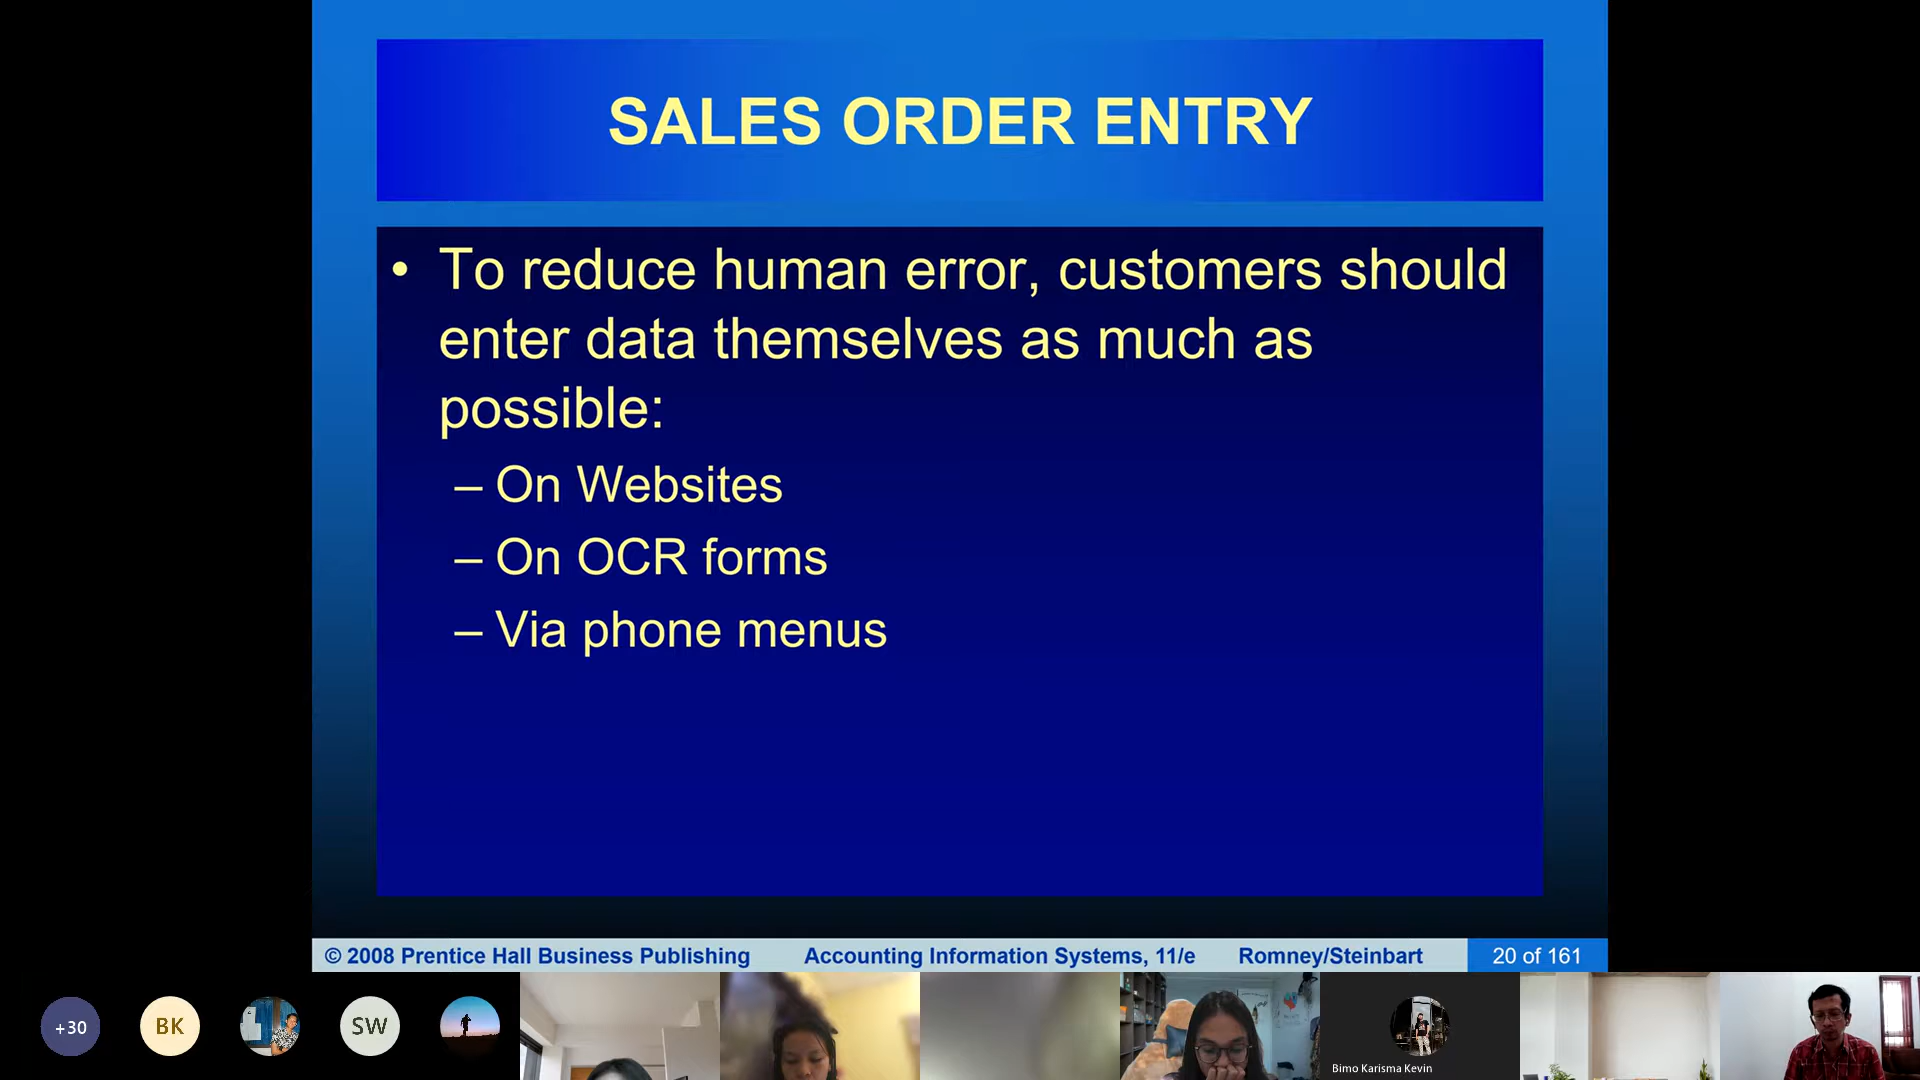 SALES ORDER ENTRY
• To reduce human error, customers should
enter data themselves as much as
possible:
– On Websites
– On OCR forms
– Via phone menus
© 2008 Prentice Hall Business Publishing Accounting Information Systems, 11/e Romney/Steinbart 20 of 161
+30 BK SW
Bimo Karisma Kevin